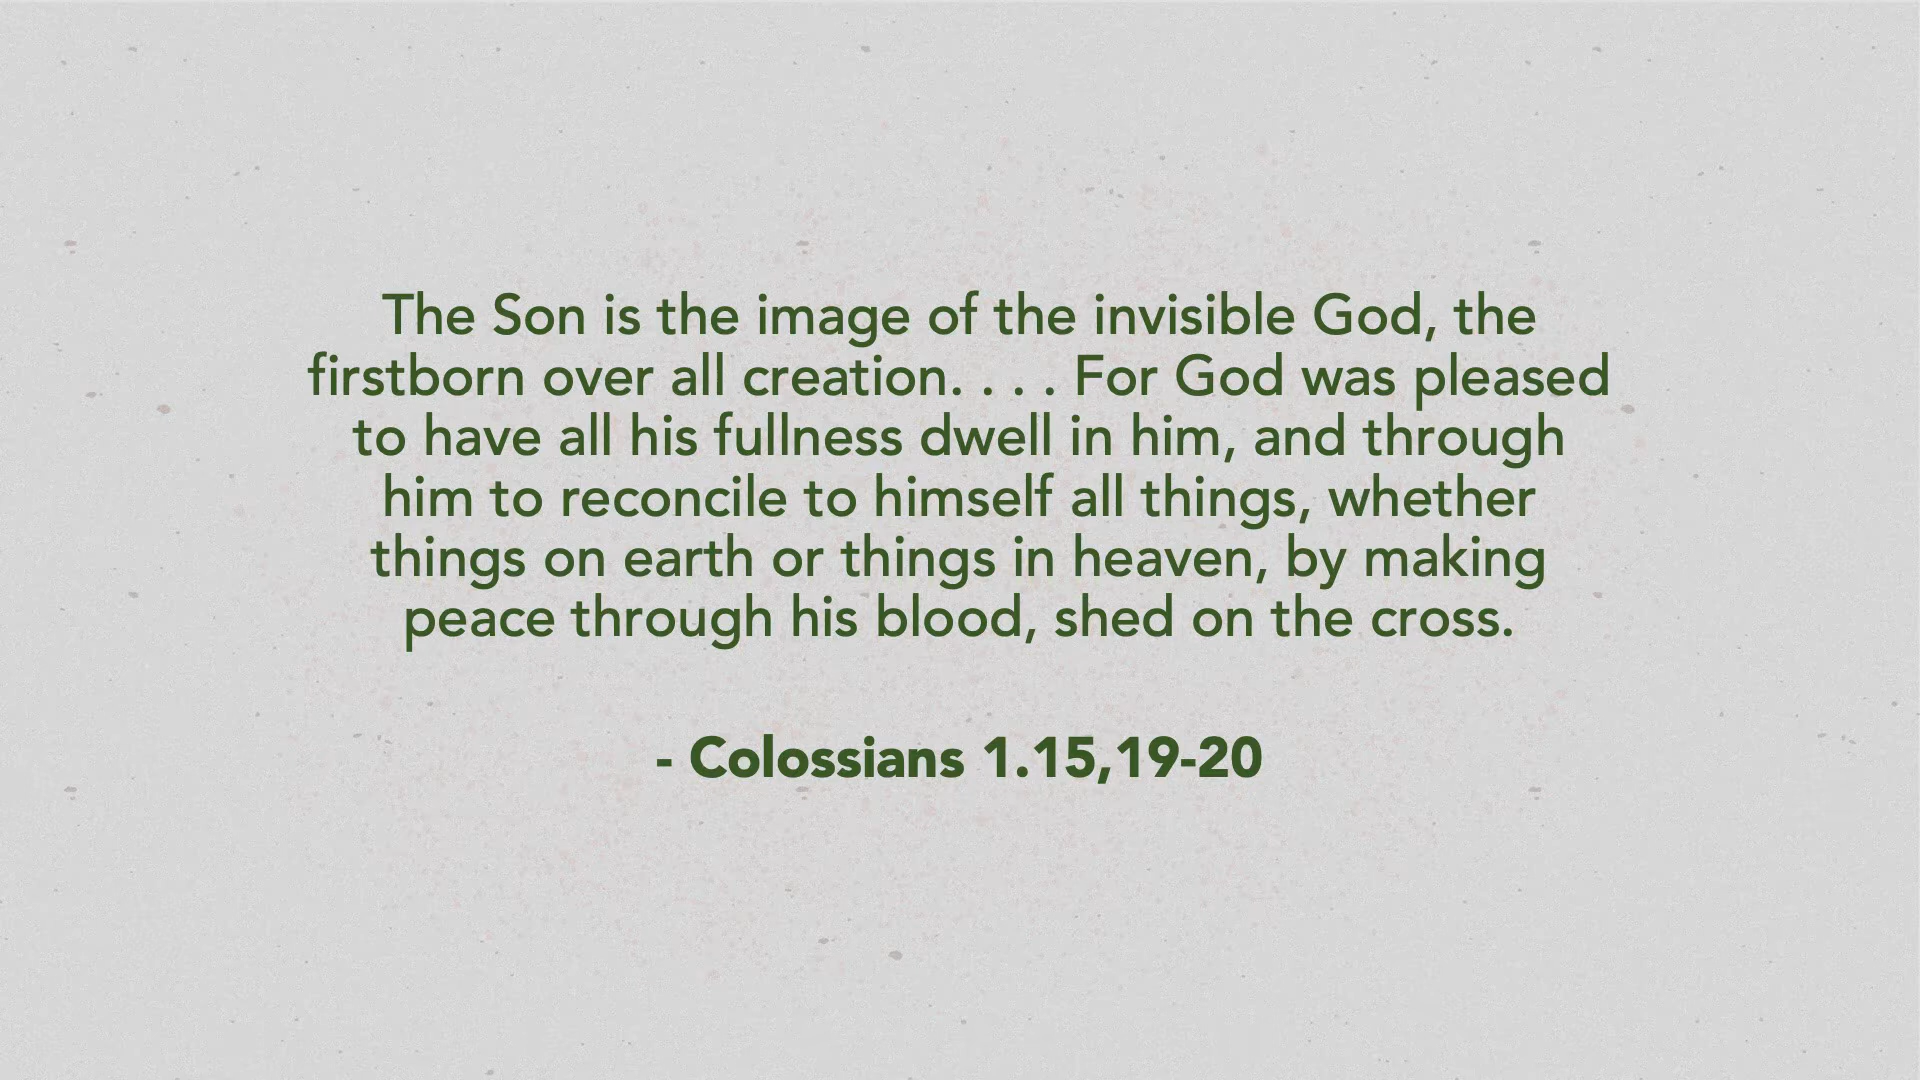 The Son is the image of the invisible God, the
firstborn over all creation. . . . For God was pleased
to have all his fullness dwell in him, and through
him to reconcile to himself all things, whether
things on earth or things in heaven, by making
peace through his blood, shed on the cross.
- Colossians 1.15,19-20